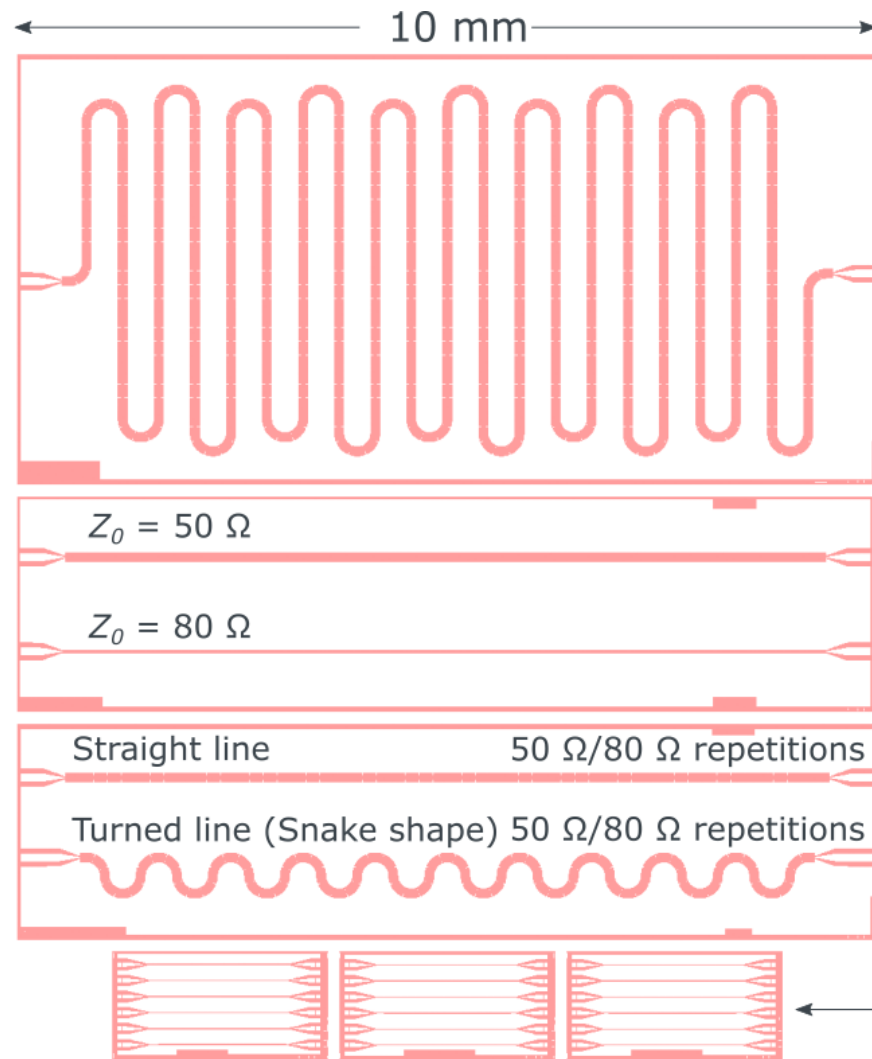 10 mm
Z₀ = 50 Ω
Z₀ = 80 Ω
Straight line 50 Ω/80 Ω repetitions
Turned line (Snake shape) 50 Ω/80 Ω repetitions